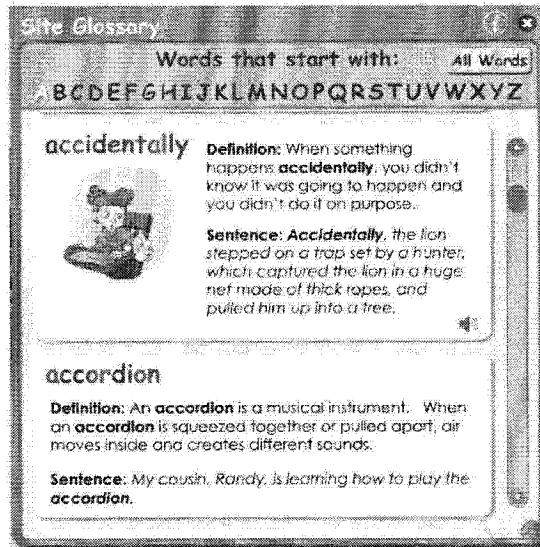 Site Glossary
Words that start with: All Words
ABCDEFGHIJKLMNOPQRSTUVWXYZ
accidentally
Definition: When something
happens accidentally, you didn't
know it was going to happen and
you didn't do it on purpose.
Sentence: Accidentally, the lion
stepped on a trap set by a hunter,
which captured the lion in a huge
net made of thick ropes, and
pulled him up into a tree.
accordion
Definition: An accordion is a musical instrument. When
an accordion is squeezed together or pulled apart, air
moves inside and creates different sounds.
Sentence: My cousin, Randy, is learning how to play the
accordion.